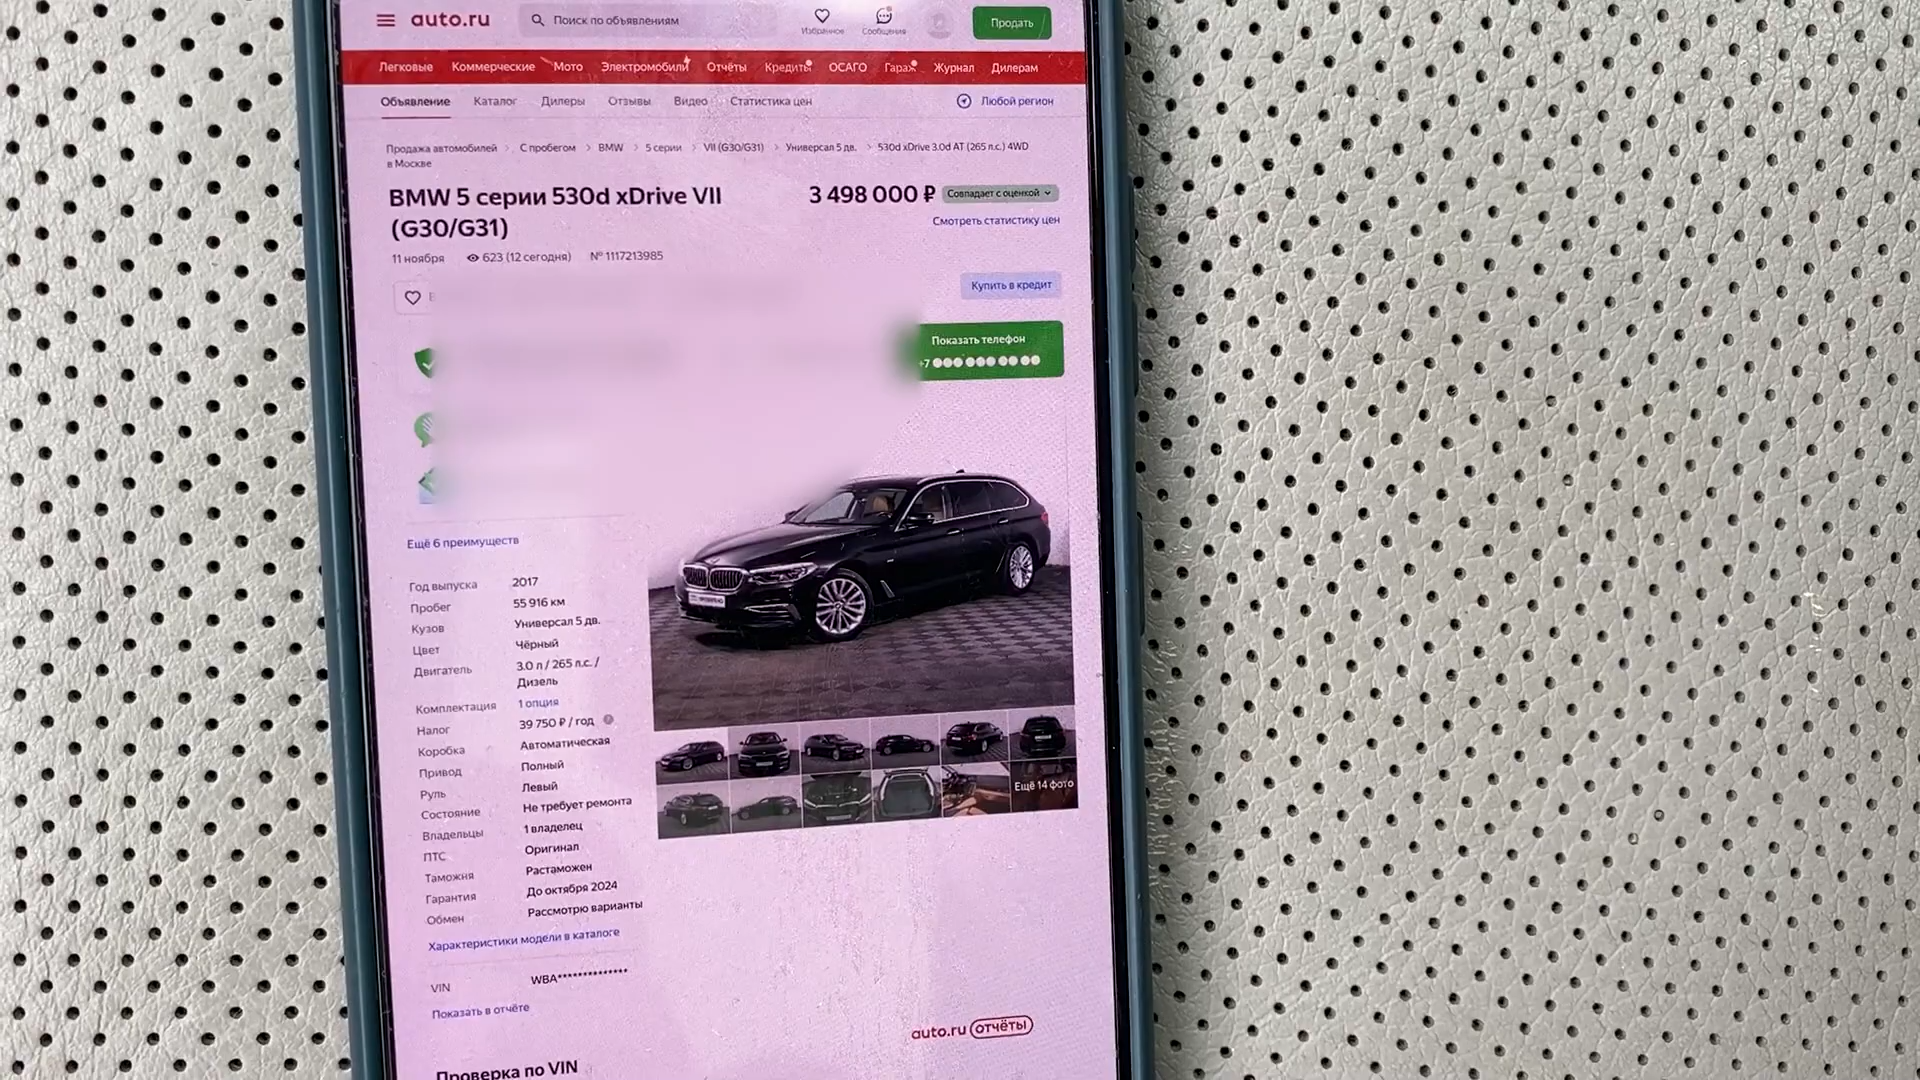 auto.ru
Поиск по объявлениям
Избранное
Сообщения
Продать
Легковые Коммерческие Мото Электромобили Отчёты Кредиты ОСАГО Гараж Журнал Дилерам
Объявление Каталог Дилеры Отзывы Видео Статистика цен Любой регион
Продажа автомобилей > С пробегом > BMW > 5 серии > VII (G30/G31) > Универсал 5 дв. > 530d xDrive 3.0d AT (265 л.с.) 4WD
в Москве
BMW 5 серии 530d xDrive VII
(G30/G31)
3 498 000 ₽ Совпадает с оценкой
Смотреть статистику цен
11 ноября 623 (12 сегодня) № 1117213985
Купить в кредит
Показать телефон
+7
Ещё 6 преимуществ
Год выпуска 2017
Пробег 55 916 км
Кузов Универсал 5 дв.
Цвет Чёрный
Двигатель 3.0 л / 265 л.с. /
Дизель
Комплектация 1 опция
Налог 39 750 ₽ / год
Коробка Автоматическая
Привод Полный
Руль Левый
Состояние Не требует ремонта
Владельцы 1 владелец
ПТС Оригинал
Таможня Растаможен
Гарантия До октября 2024
Обмен Рассмотрю варианты
Характеристики модели в каталоге
VIN WBA**************
Показать в отчёте
Ещё 14 фото
auto.ru отчёты
Проверка по VIN